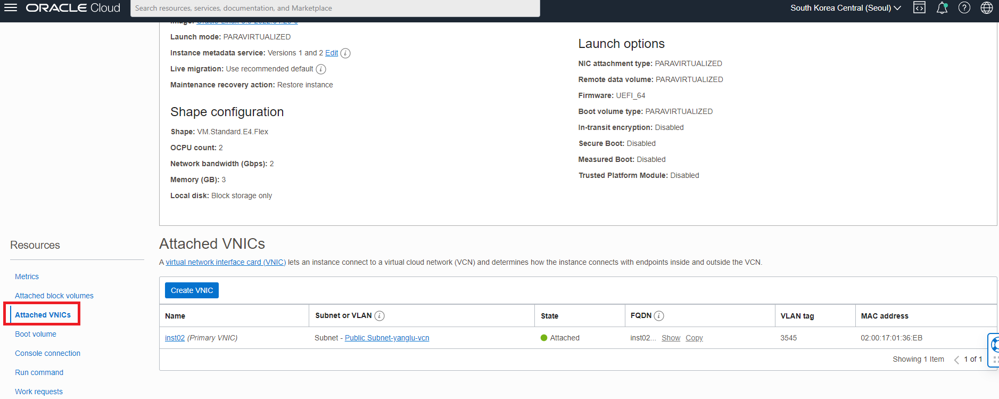 ORACLE Cloud
Search resources, services, documentation, and Marketplace
South Korea Central (Seoul)
Launch mode: PARAVIRTUALIZED
Instance metadata service: Versions 1 and 2 Edit
Live migration: Use recommended default
Maintenance recovery action: Restore instance
Shape configuration
Shape: VM.Standard.E4.Flex
OCPU count: 2
Network bandwidth (Gbps): 2
Memory (GB): 3
Local disk: Block storage only
Launch options
NIC attachment type: PARAVIRTUALIZED
Remote data volume: PARAVIRTUALIZED
Firmware: UEFI_64
Boot volume type: PARAVIRTUALIZED
In-transit encryption: Disabled
Secure Boot: Disabled
Measured Boot: Disabled
Trusted Platform Module: Disabled
Resources
Metrics
Attached block volumes
Attached VNICs
Boot volume
Console connection
Run command
Work requests
Attached VNICs
A virtual network interface card (VNIC) lets an instance connect to a virtual cloud network (VCN) and determines how the instance connects with endpoints inside and outside the VCN.
Create VNIC
Name Subnet or VLAN State FQDN VLAN tag MAC address
inst02 (Primary VNIC) Subnet - Public Subnet-yanglu-vcn Attached inst02... Show Copy 3545 02:00:17:01:36:EB
Showing 1 Item 1 of 1